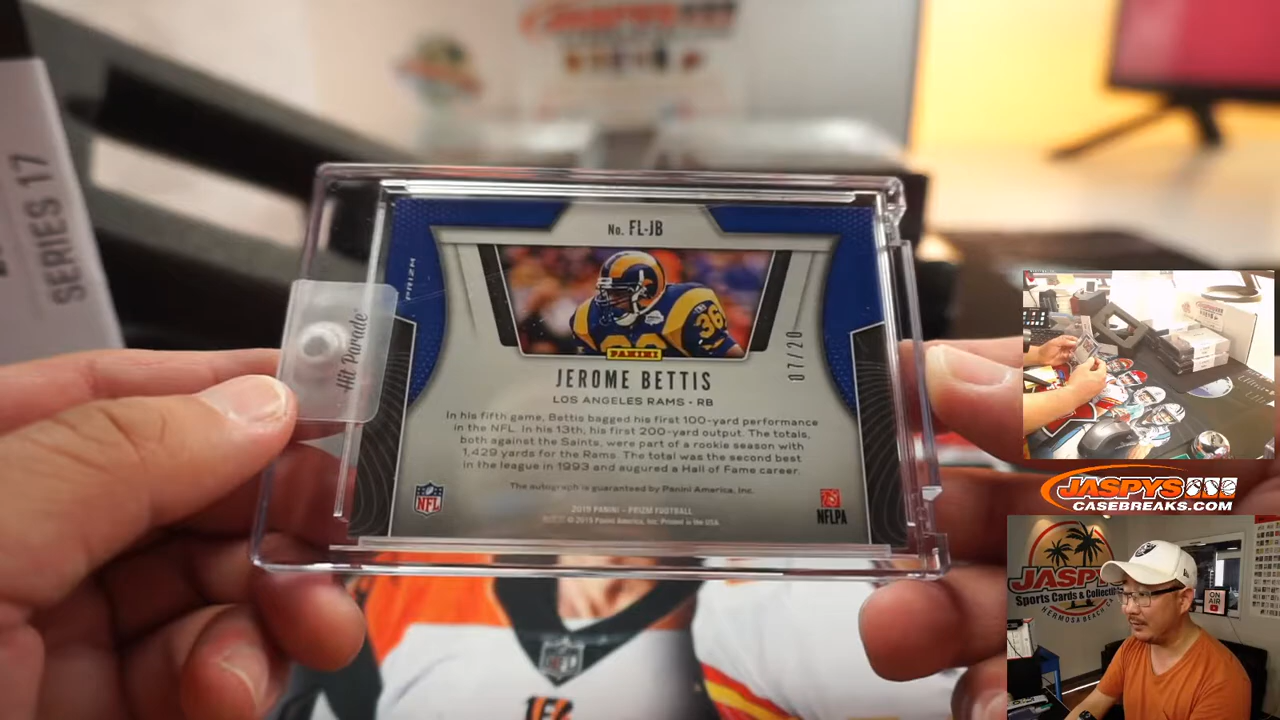 JASPYS
SERIES 17
No. FL-JB
PRIZM
36
PANINI
07/20
Hit Parade
JEROME BETTIS
LOS ANGELES RAMS • RB
In his fifth game, Bettis bagged his first 100-yard performance
in the NFL. In his 13th, his first 200-yard output. The totals,
both against the Saints, were part of a rookie season with
1,429 yards for the Rams. The total was the second best
in the league in 1993 and augured a Hall of Fame career.
The autograph is guaranteed by Panini America, Inc.
2019 PANINI – PRIZM FOOTBALL
© 2019 Panini America, Inc. Printed in the USA.
NFL
NFLPA
NFL
JASPYS
CASEBREAKS.COM
JASPY
Sports Cards & Collectib
HERMOSA BEACH CA
ON
AIR